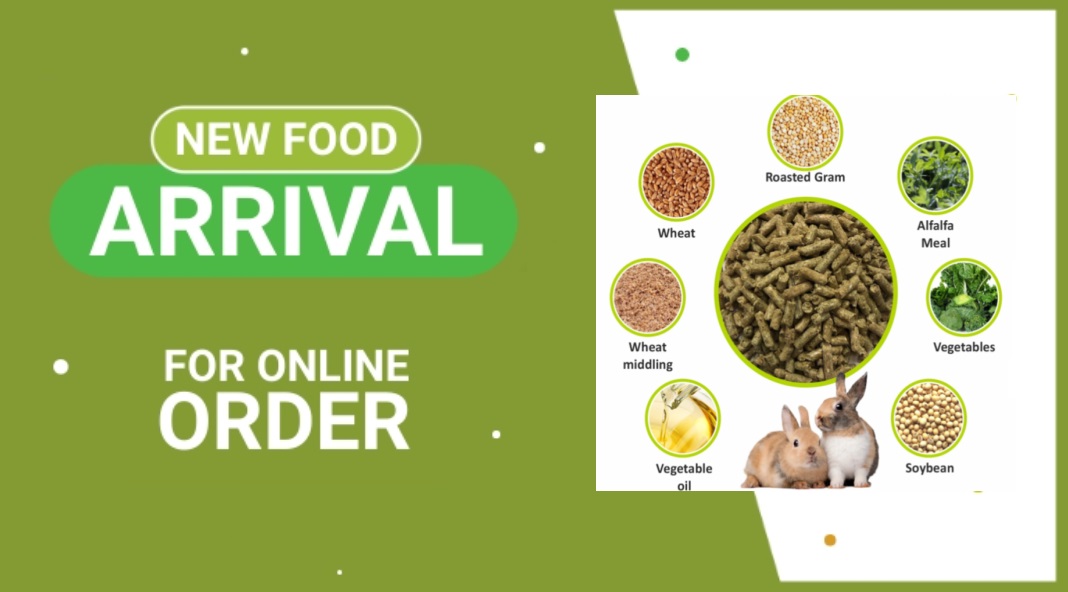 NEW FOOD
ARRIVAL
FOR ONLINE
ORDER
Roasted Gram
Wheat
Alfalfa
Meal
Wheat
middling
Vegetables
Vegetable
oil
Soybean